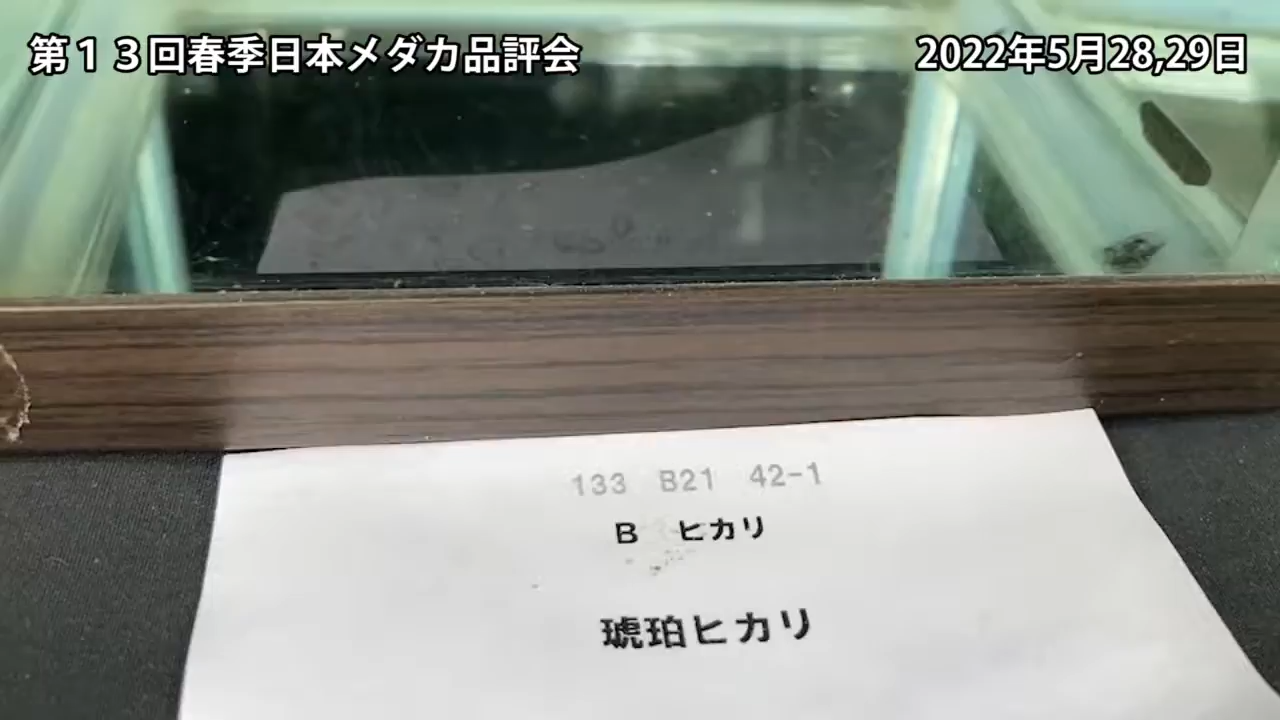 第１３回春季日本メダカ品評会
2022年5月28,29日
133 B21 42-1
B ヒカリ
琥珀ヒカリ